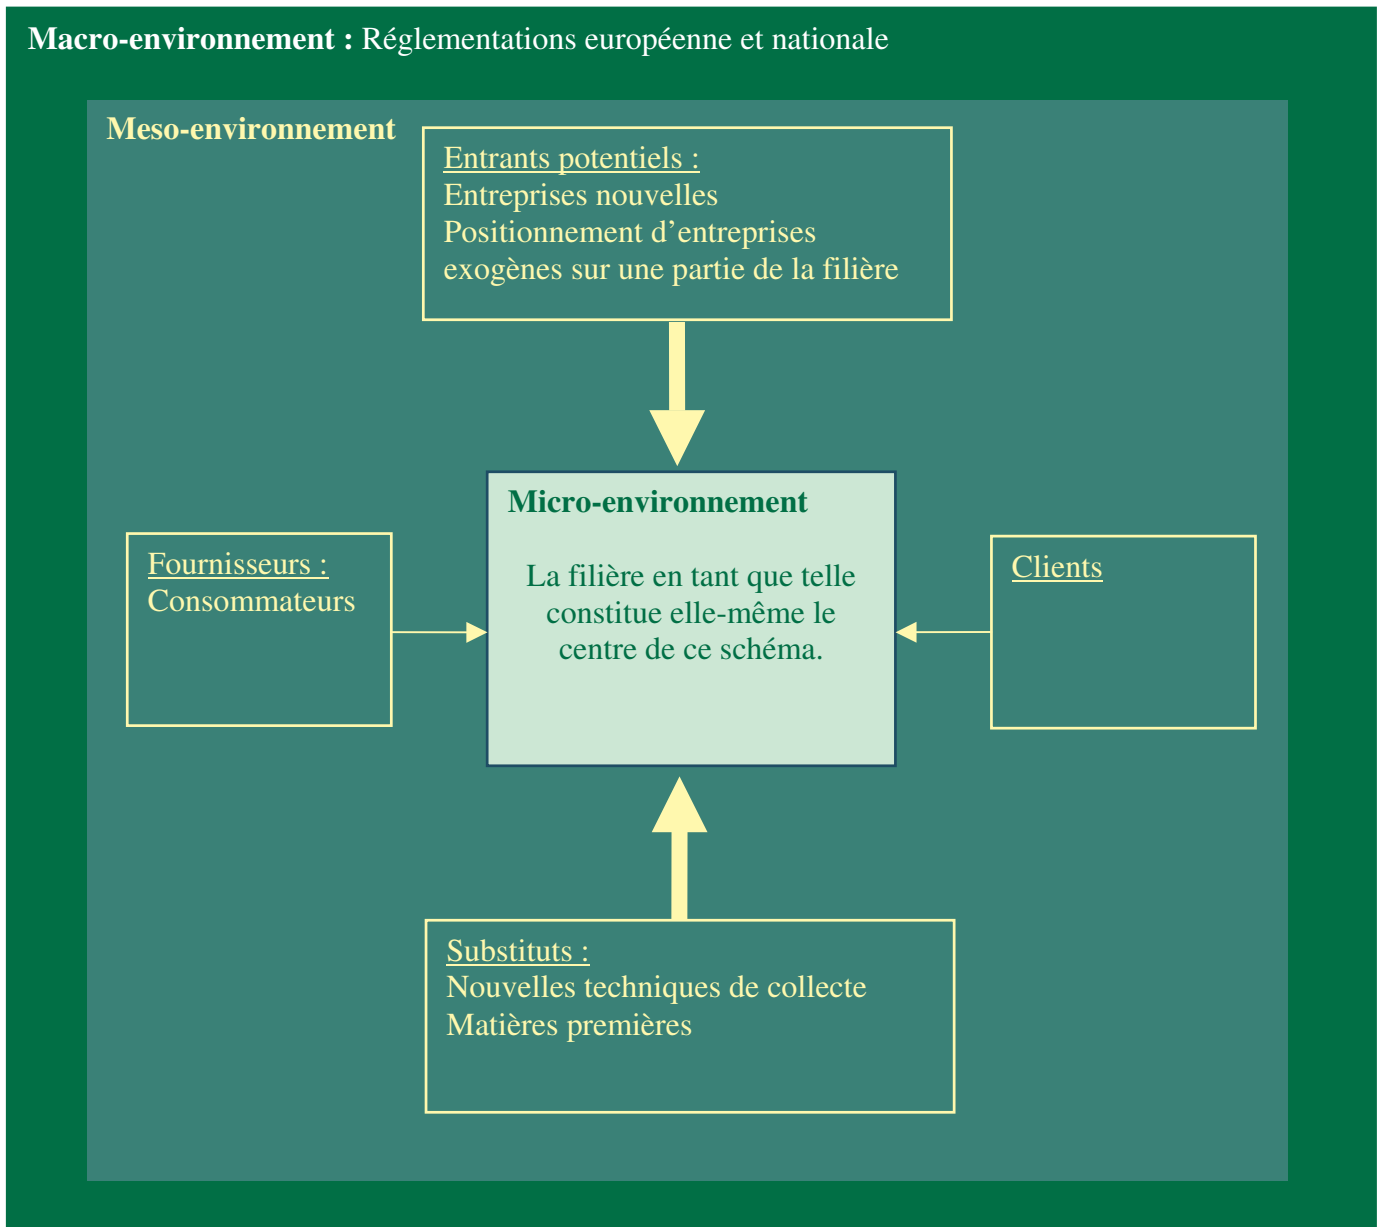 Macro-environnement : Réglementations européenne et nationale
Meso-environnement
Entrants potentiels :
Entreprises nouvelles
Positionnement d’entreprises
exogènes sur une partie de la filière
Micro-environnement
La filière en tant que telle
constitue elle-même le
centre de ce schéma.
Fournisseurs :
Consommateurs
Clients
Substituts :
Nouvelles techniques de collecte
Matières premières